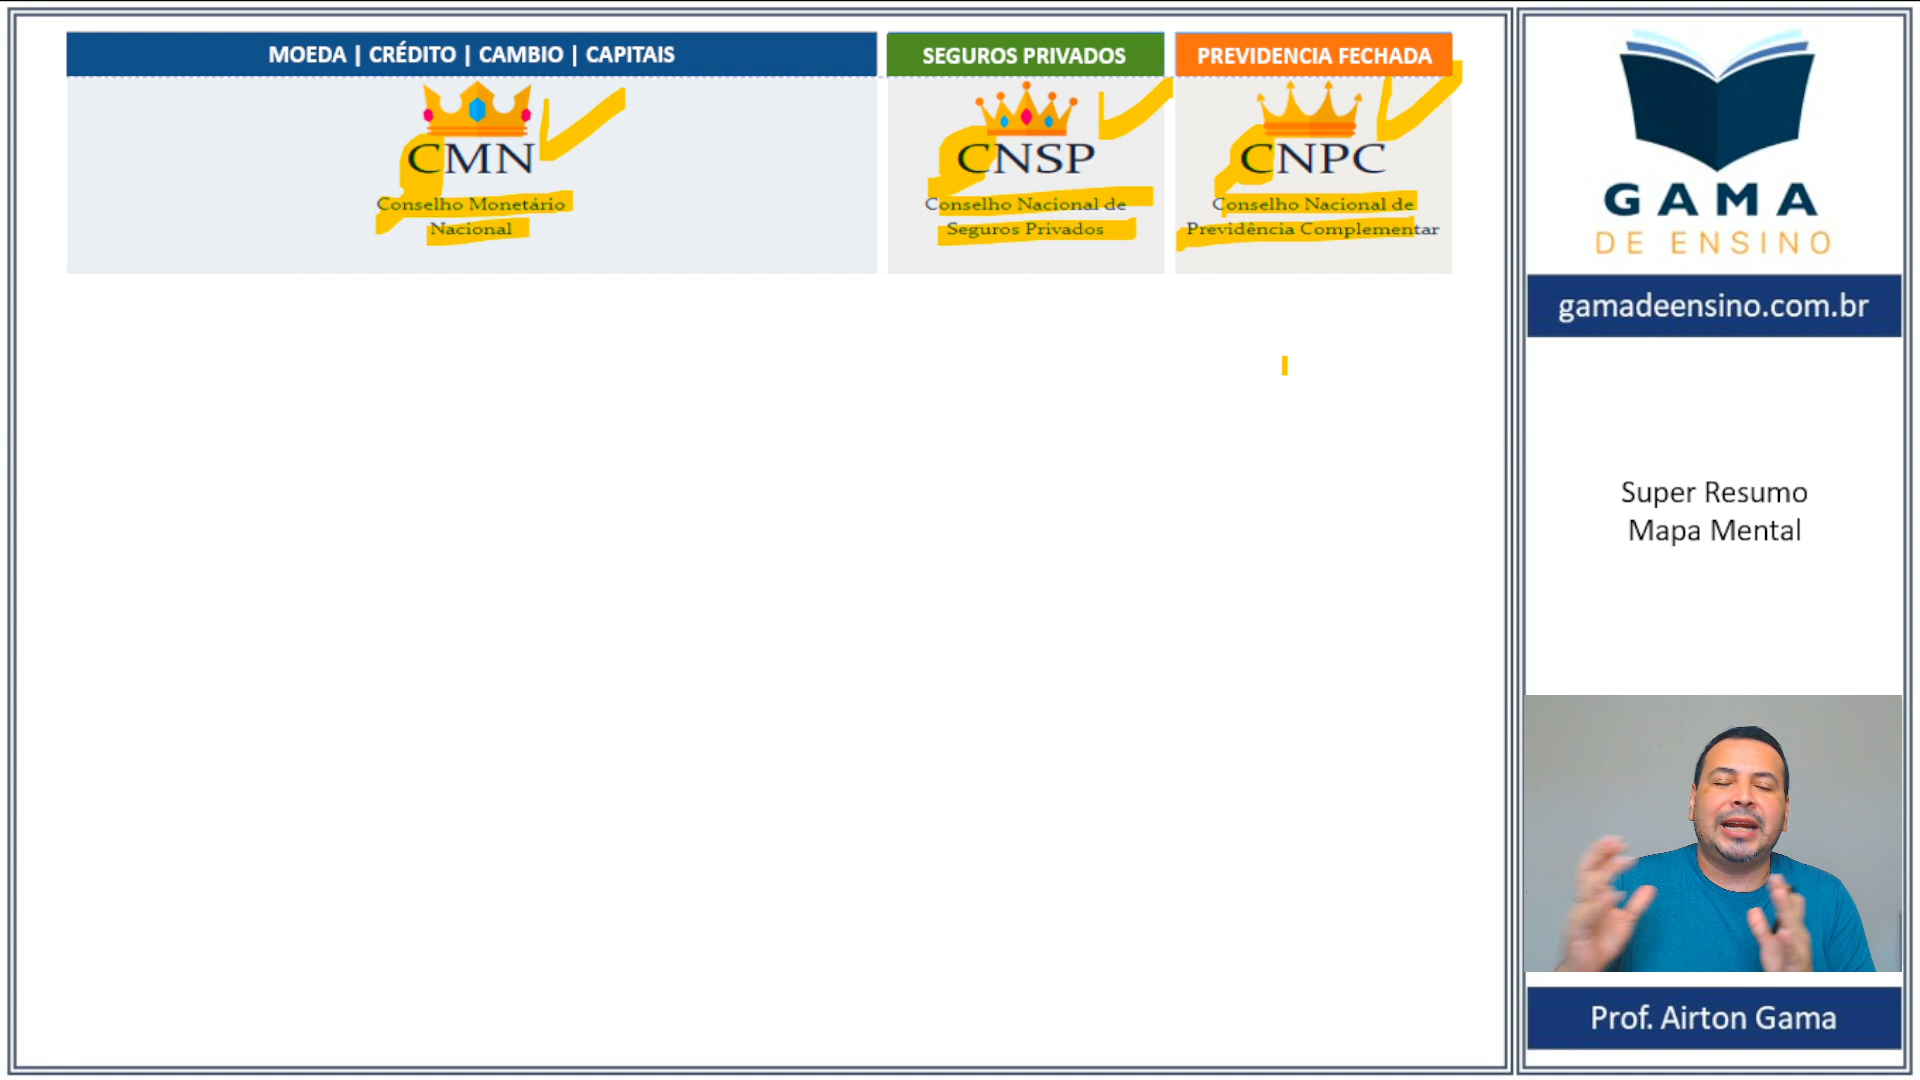 MOEDA | CRÉDITO | CAMBIO | CAPITAIS
CMN
Conselho Monetário
Nacional
SEGUROS PRIVADOS
CNSP
Conselho Nacional de
Seguros Privados
PREVIDENCIA FECHADA
CNPC
Conselho Nacional de
Previdência Complementar
GAMA
DE ENSINO
gamadeensino.com.br
Super Resumo
Mapa Mental
Prof. Airton Gama